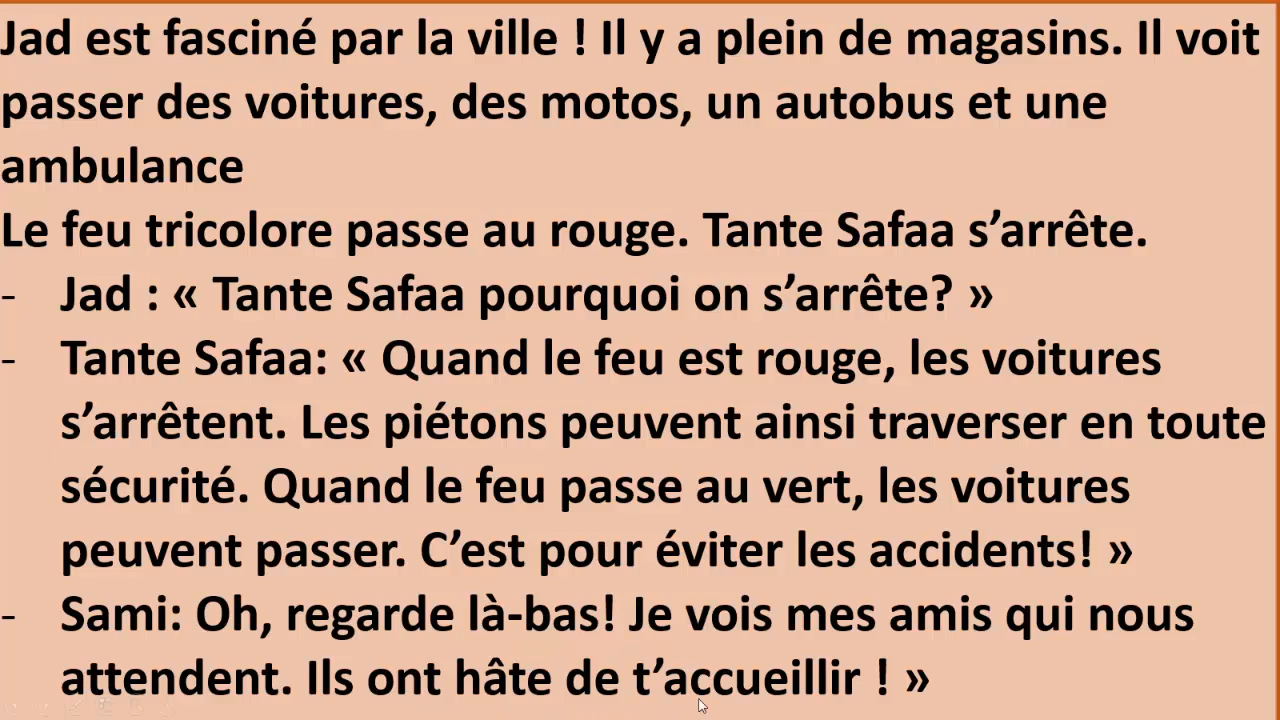 Jad est fasciné par la ville ! Il y a plein de magasins. Il voit
passer des voitures, des motos, un autobus et une
ambulance
Le feu tricolore passe au rouge. Tante Safaa s’arrête.
- Jad : « Tante Safaa pourquoi on s’arrête? »
- Tante Safaa: « Quand le feu est rouge, les voitures
s’arrêtent. Les piétons peuvent ainsi traverser en toute
sécurité. Quand le feu passe au vert, les voitures
peuvent passer. C’est pour éviter les accidents! »
- Sami: Oh, regarde là-bas! Je vois mes amis qui nous
attendent. Ils ont hâte de t’accueillir ! »